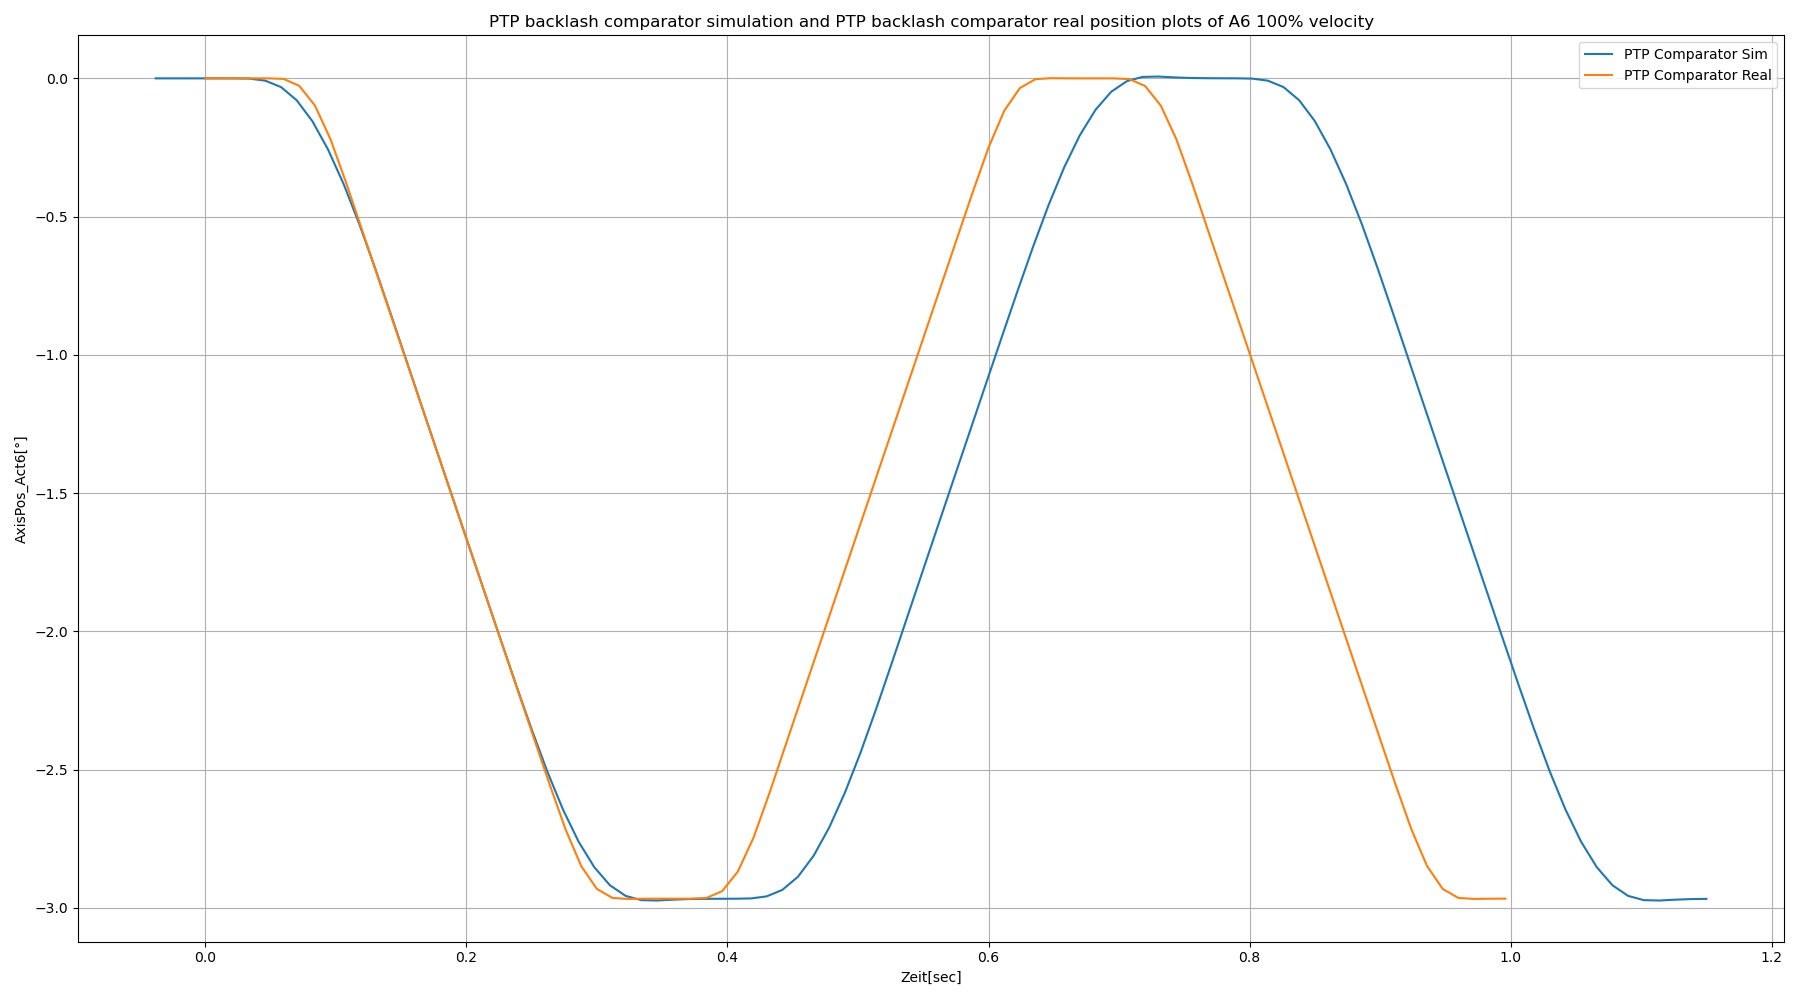 PTP backlash comparator simulation and PTP backlash comparator real position plots of A6 100% velocity
PTP Comparator Sim
PTP Comparator Real
AxisPos_Act6[°]
0.0
−0.5
−1.0
−1.5
−2.0
−2.5
−3.0
0.0 0.2 0.4 0.6 0.8 1.0 1.2
Zeit[sec]